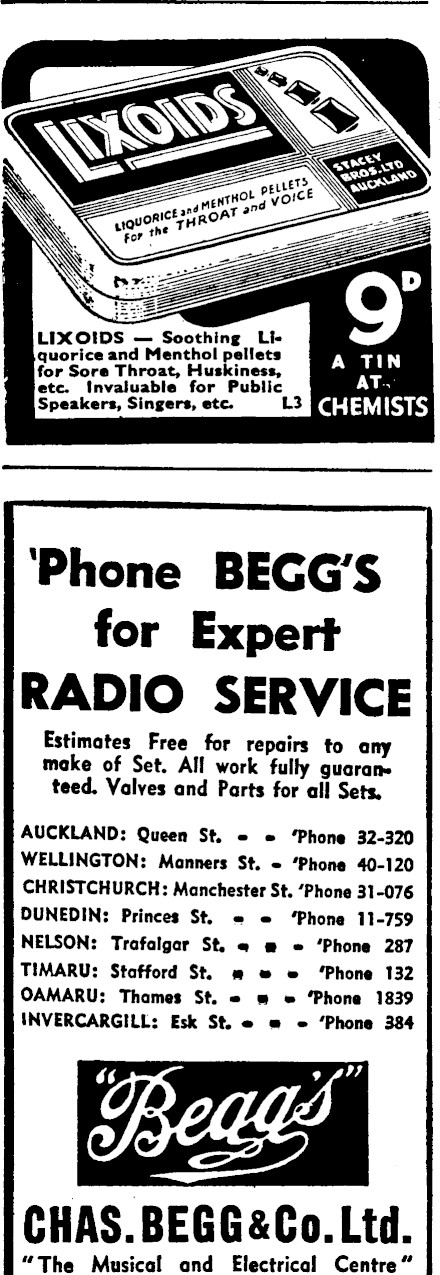 LIXOIDS
LIQUORICE and MENTHOL PELLETS
For the THROAT and VOICE
STACEY
BROS. LTD
AUCKLAND
LIXOIDS — Soothing Li-
quorice and Menthol pellets
for Sore Throat, Huskiness,
etc. Invaluable for Public
Speakers, Singers, etc. L3
9D
A TIN
AT
CHEMISTS
'Phone BEGG'S
for Expert
RADIO SERVICE
Estimates Free for repairs to any
make of Set. All work fully guaran-
teed. Valves and Parts for all Sets.
AUCKLAND: Queen St. - - 'Phone 32-320
WELLINGTON: Manners St. - 'Phone 40-120
CHRISTCHURCH: Manchester St. 'Phone 31-076
DUNEDIN: Princes St. - - 'Phone 11-759
NELSON: Trafalgar St. - - - 'Phone 287
TIMARU: Stafford St. - - - 'Phone 132
OAMARU: Thames St. - - - 'Phone 1839
INVERCARGILL: Esk St. - - - 'Phone 384
"Begg's"
CHAS. BEGG & Co. Ltd.
"The Musical and Electrical Centre"